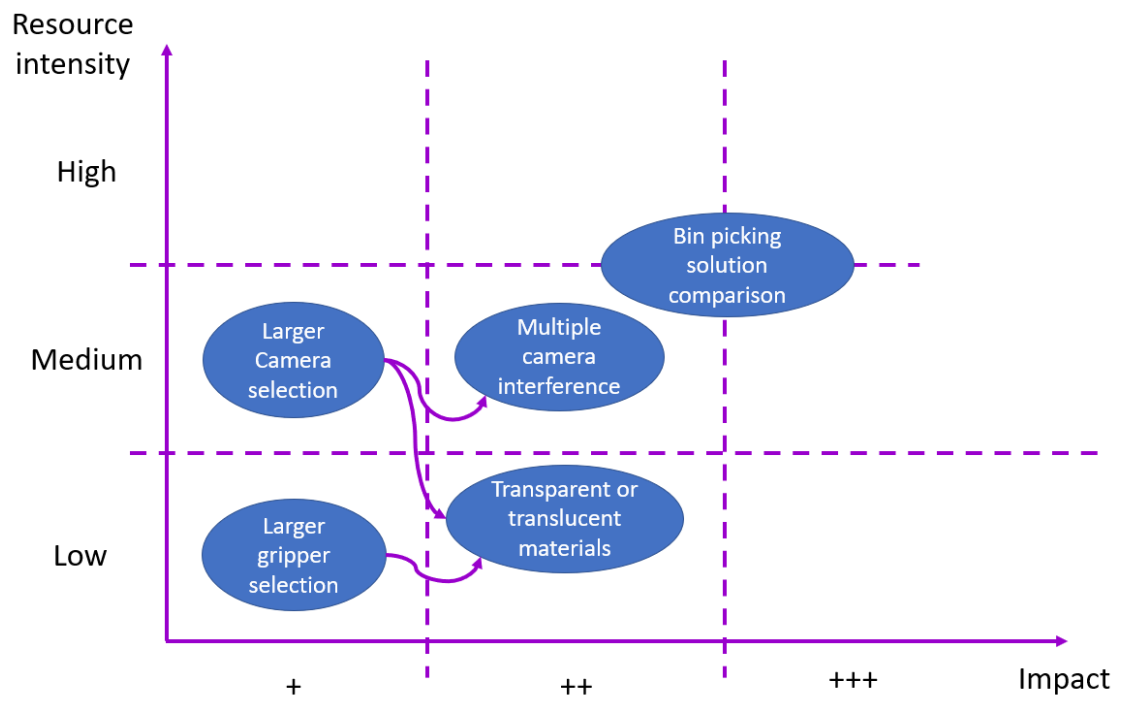 Resource
intensity
High
Bin picking
solution
comparison
Medium
Larger
Camera
selection
Multiple
camera
interference
Low
Larger
gripper
selection
Transparent or
translucent
materials
+
++
+++
Impact